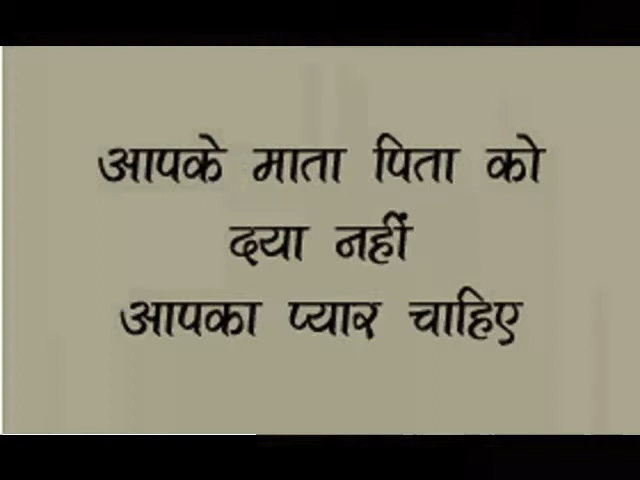 आपके माता पिता को
दया नहीं
आपका प्यार चाहिए